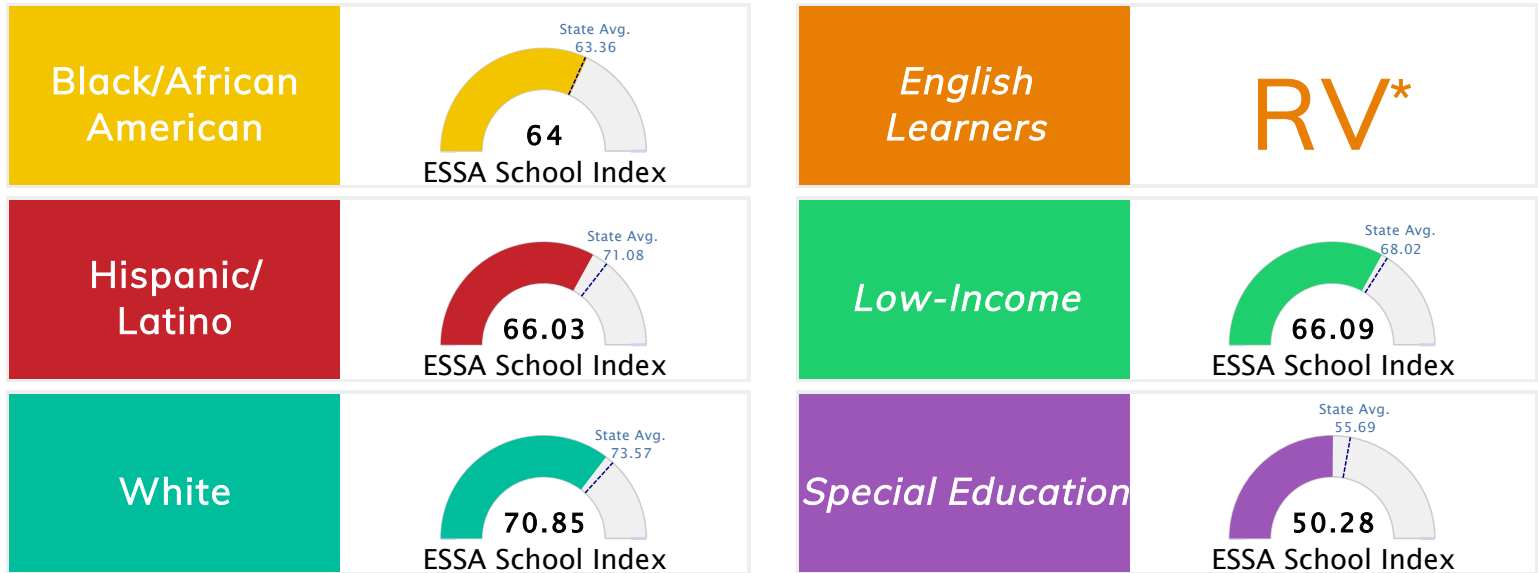 Black/African
American
State Avg.
63.36
64
ESSA School Index
English
Learners
RV*
Hispanic/
Latino
State Avg.
71.08
66.03
ESSA School Index
Low-Income
State Avg.
68.02
66.09
ESSA School Index
White
State Avg.
73.57
70.85
ESSA School Index
Special Education
State Avg.
55.69
50.28
ESSA School Index